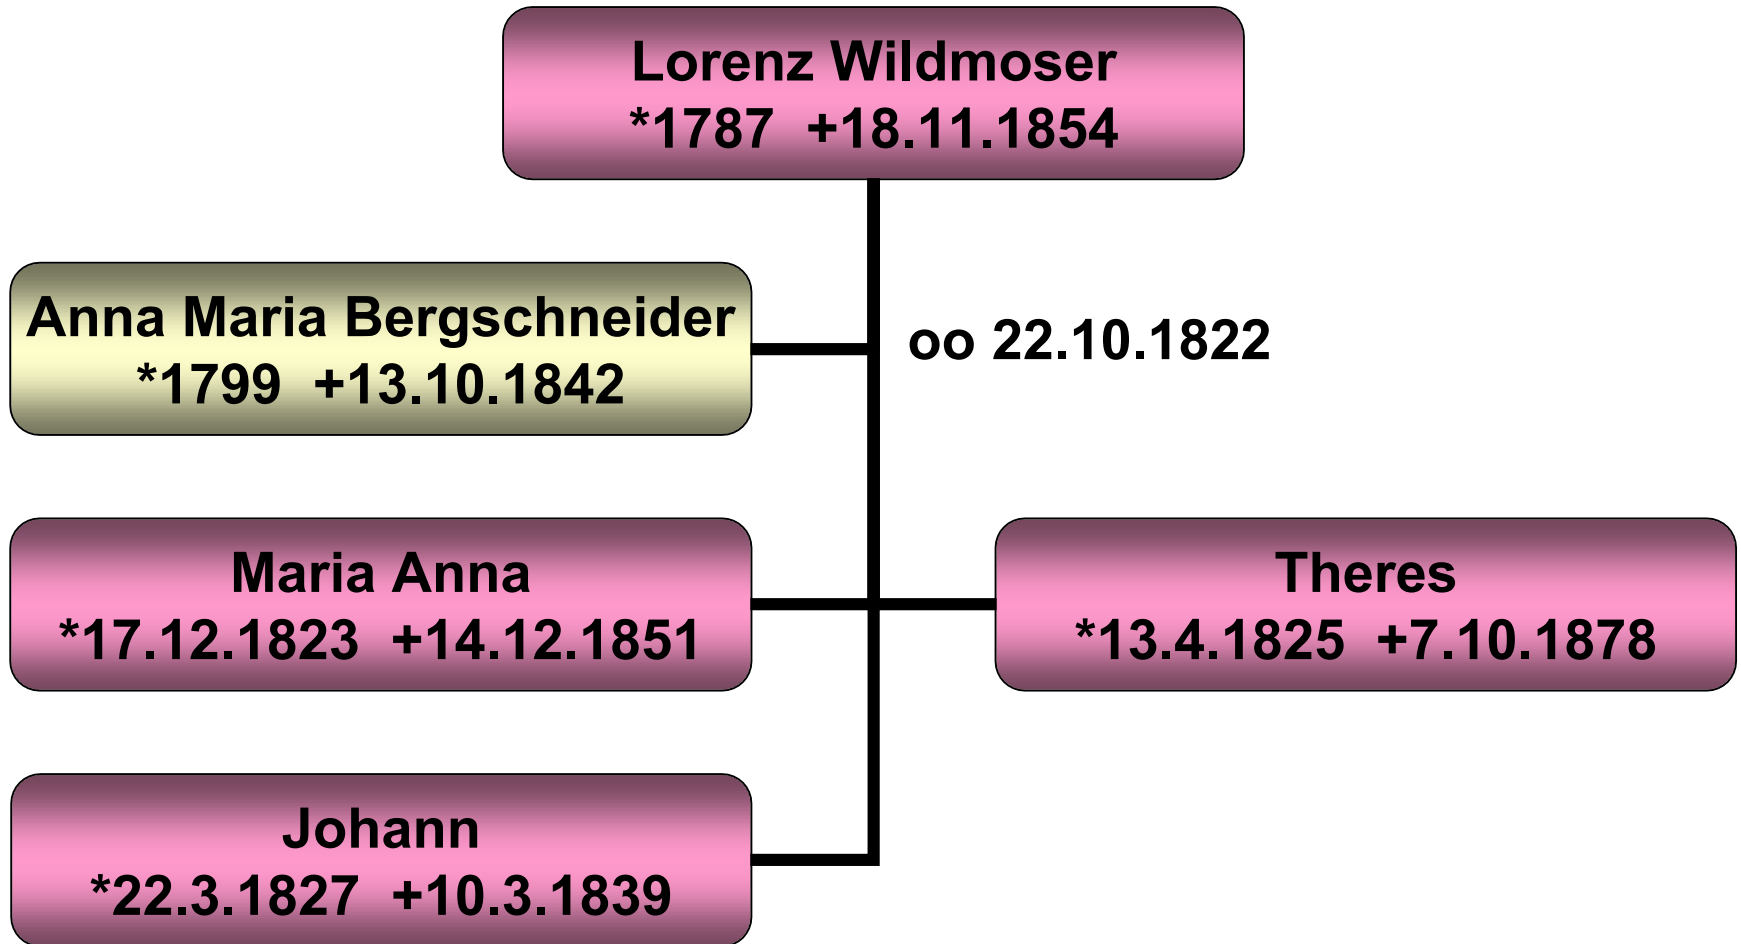 Lorenz Wildmoser
*1787 +18.11.1854
Anna Maria Bergschneider
*1799 +13.10.1842
oo 22.10.1822
Maria Anna
*17.12.1823 +14.12.1851
Theres
*13.4.1825 +7.10.1878
Johann
*22.3.1827 +10.3.1839